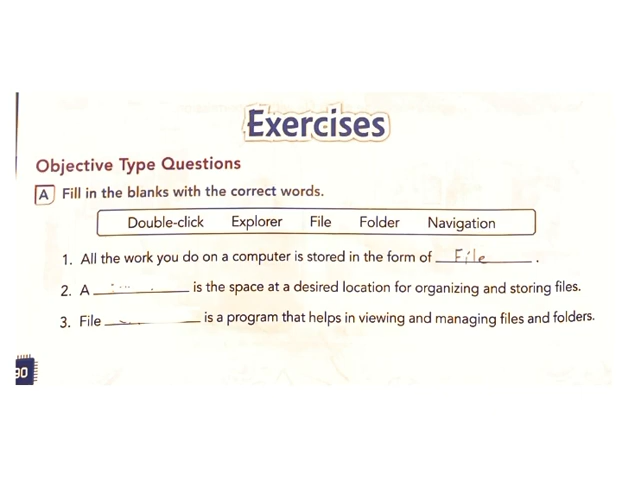 Exercises
Objective Type Questions
A Fill in the blanks with the correct words.
Double-click Explorer File Folder Navigation
1. All the work you do on a computer is stored in the form of File .
2. A is the space at a desired location for organizing and storing files.
3. File is a program that helps in viewing and managing files and folders.
90